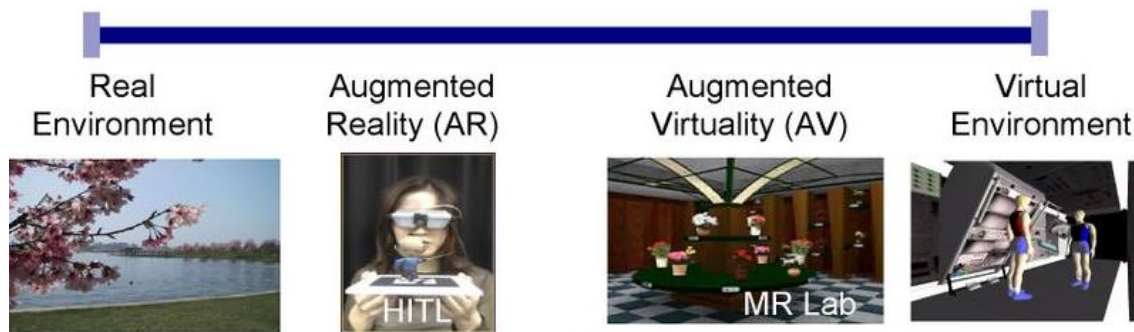 Real
Environment
Augmented
Reality (AR)
Augmented
Virtuality (AV)
Virtual
Environment
HITL
MR Lab